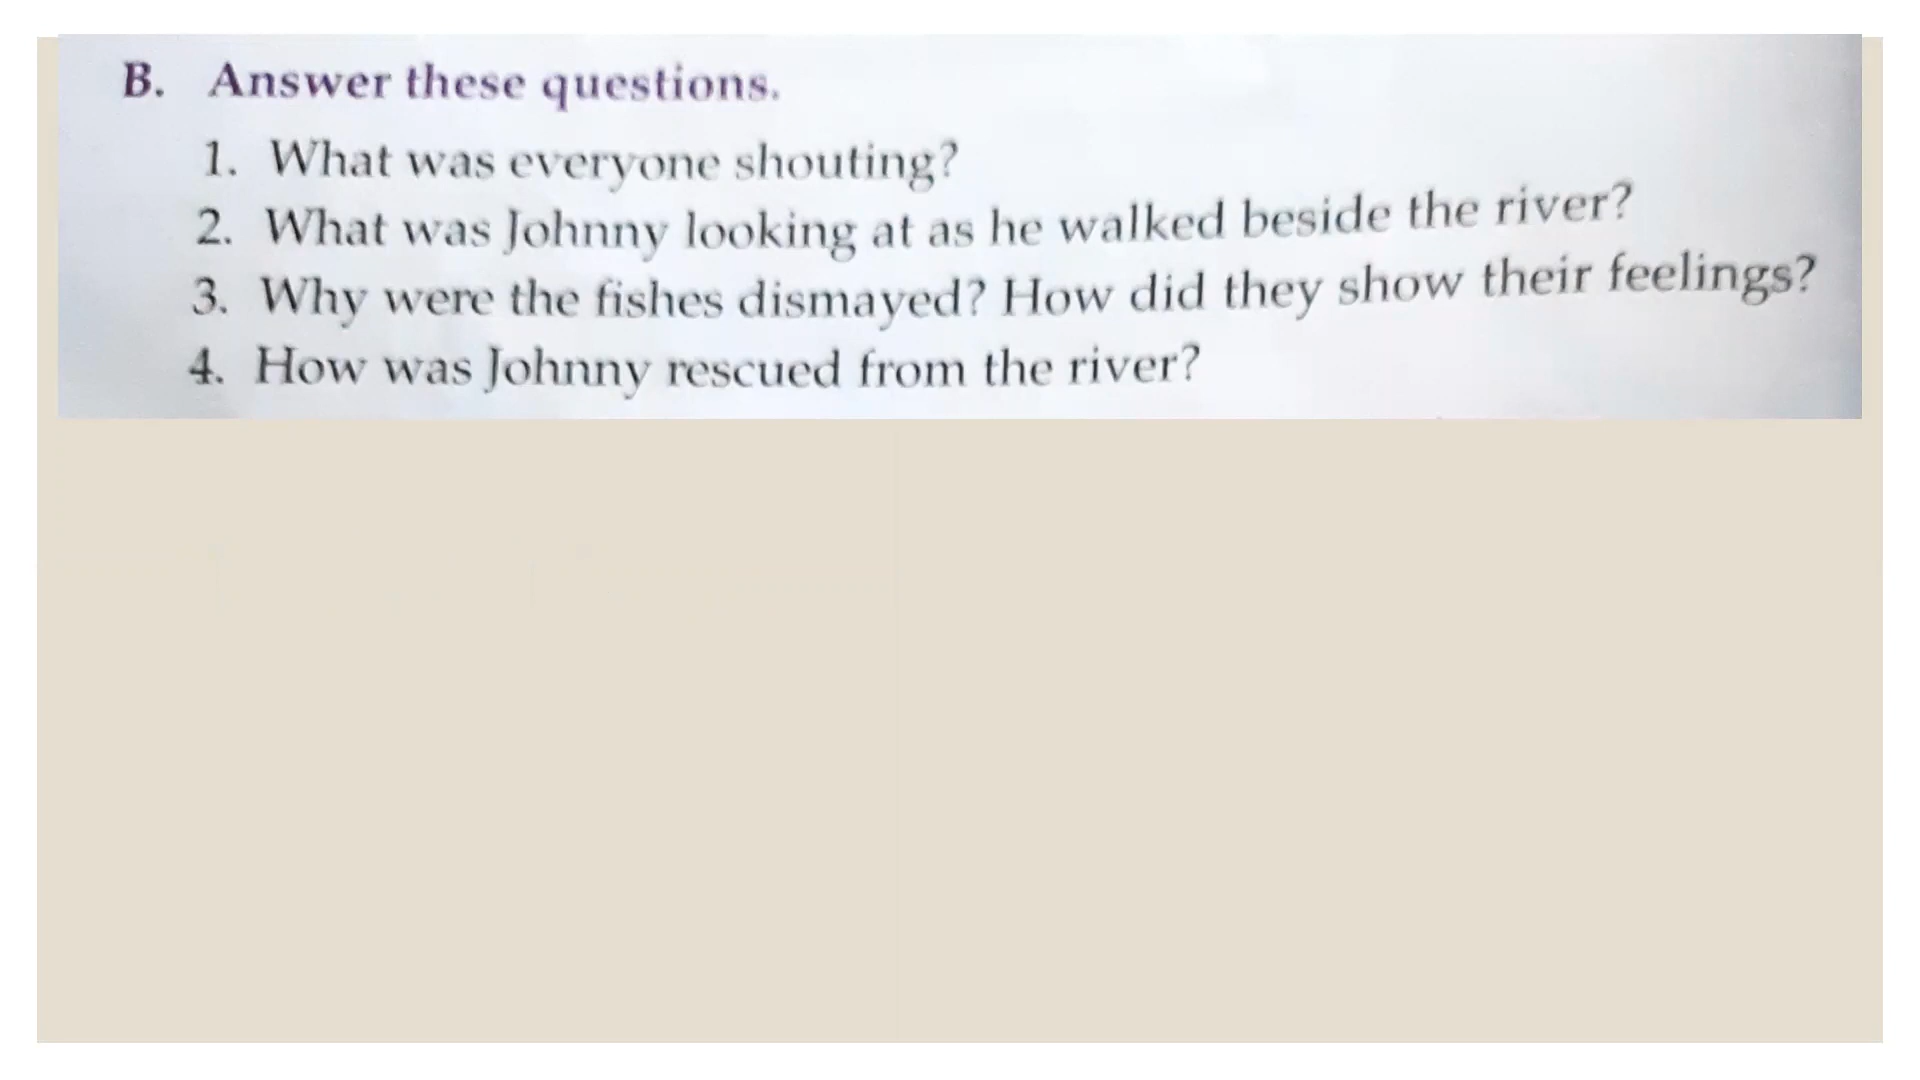 B. Answer these questions.
1. What was everyone shouting?
2. What was Johnny looking at as he walked beside the river?
3. Why were the fishes dismayed? How did they show their feelings?
4. How was Johnny rescued from the river?